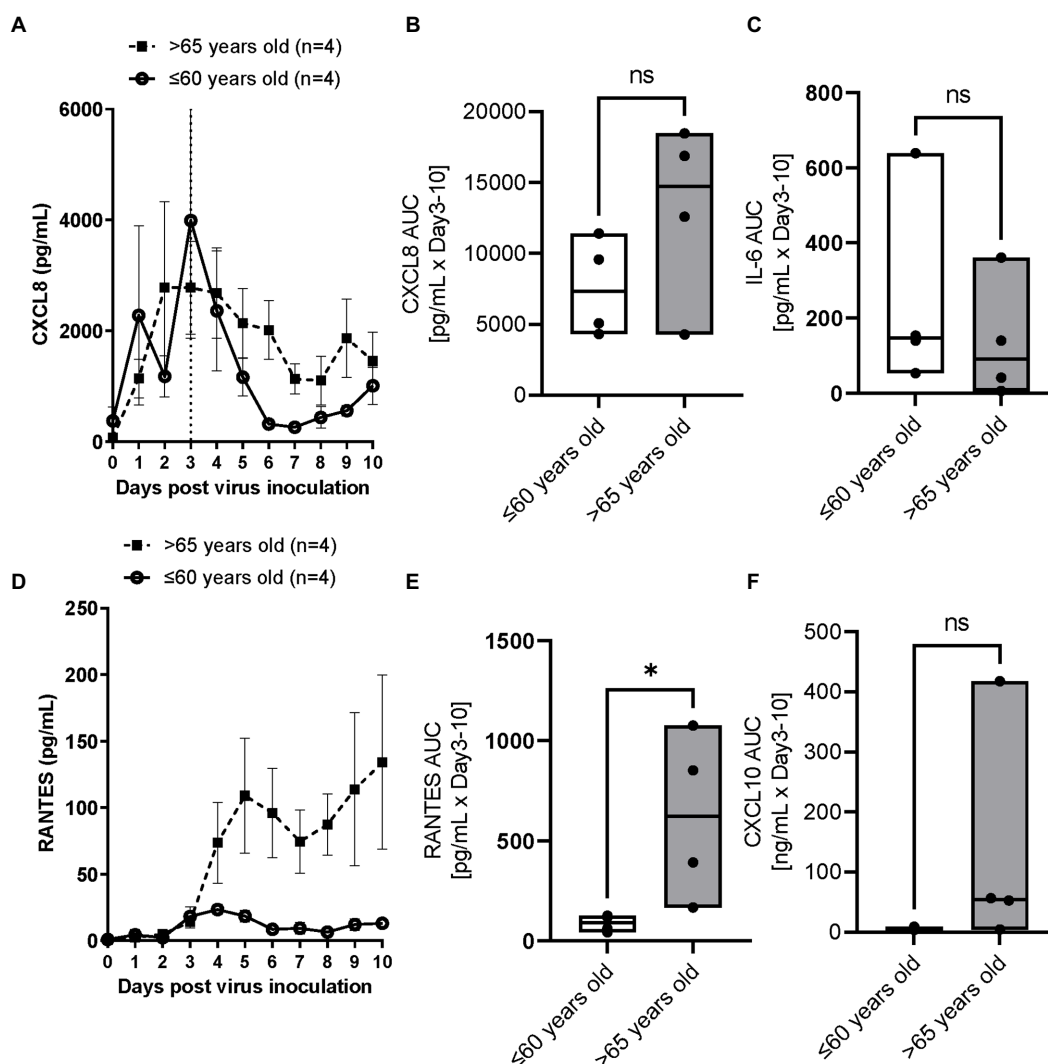 A
>65 years old (n=4)
≤60 years old (n=4)
CXCL8 (pg/mL)
6000
4000
2000
0
0 1 2 3 4 5 6 7 8 9 10
Days post virus inoculation
B
ns
CXCL8 AUC
[pg/mL x Day3-10]
20000
15000
10000
5000
0
≤60 years old
>65 years old
C
ns
IL-6 AUC
[pg/mL x Day3-10]
800
600
400
200
0
≤60 years old
>65 years old
D
>65 years old (n=4)
≤60 years old (n=4)
RANTES (pg/mL)
250
200
150
100
50
0
0 1 2 3 4 5 6 7 8 9 10
Days post virus inoculation
E
*
RANTES AUC
[pg/mL x Day3-10]
1500
1000
500
0
≤60 years old
>65 years old
F
ns
CXCL10 AUC
[ng/mL x Day3-10]
500
400
300
200
100
0
≤60 years old
>65 years old